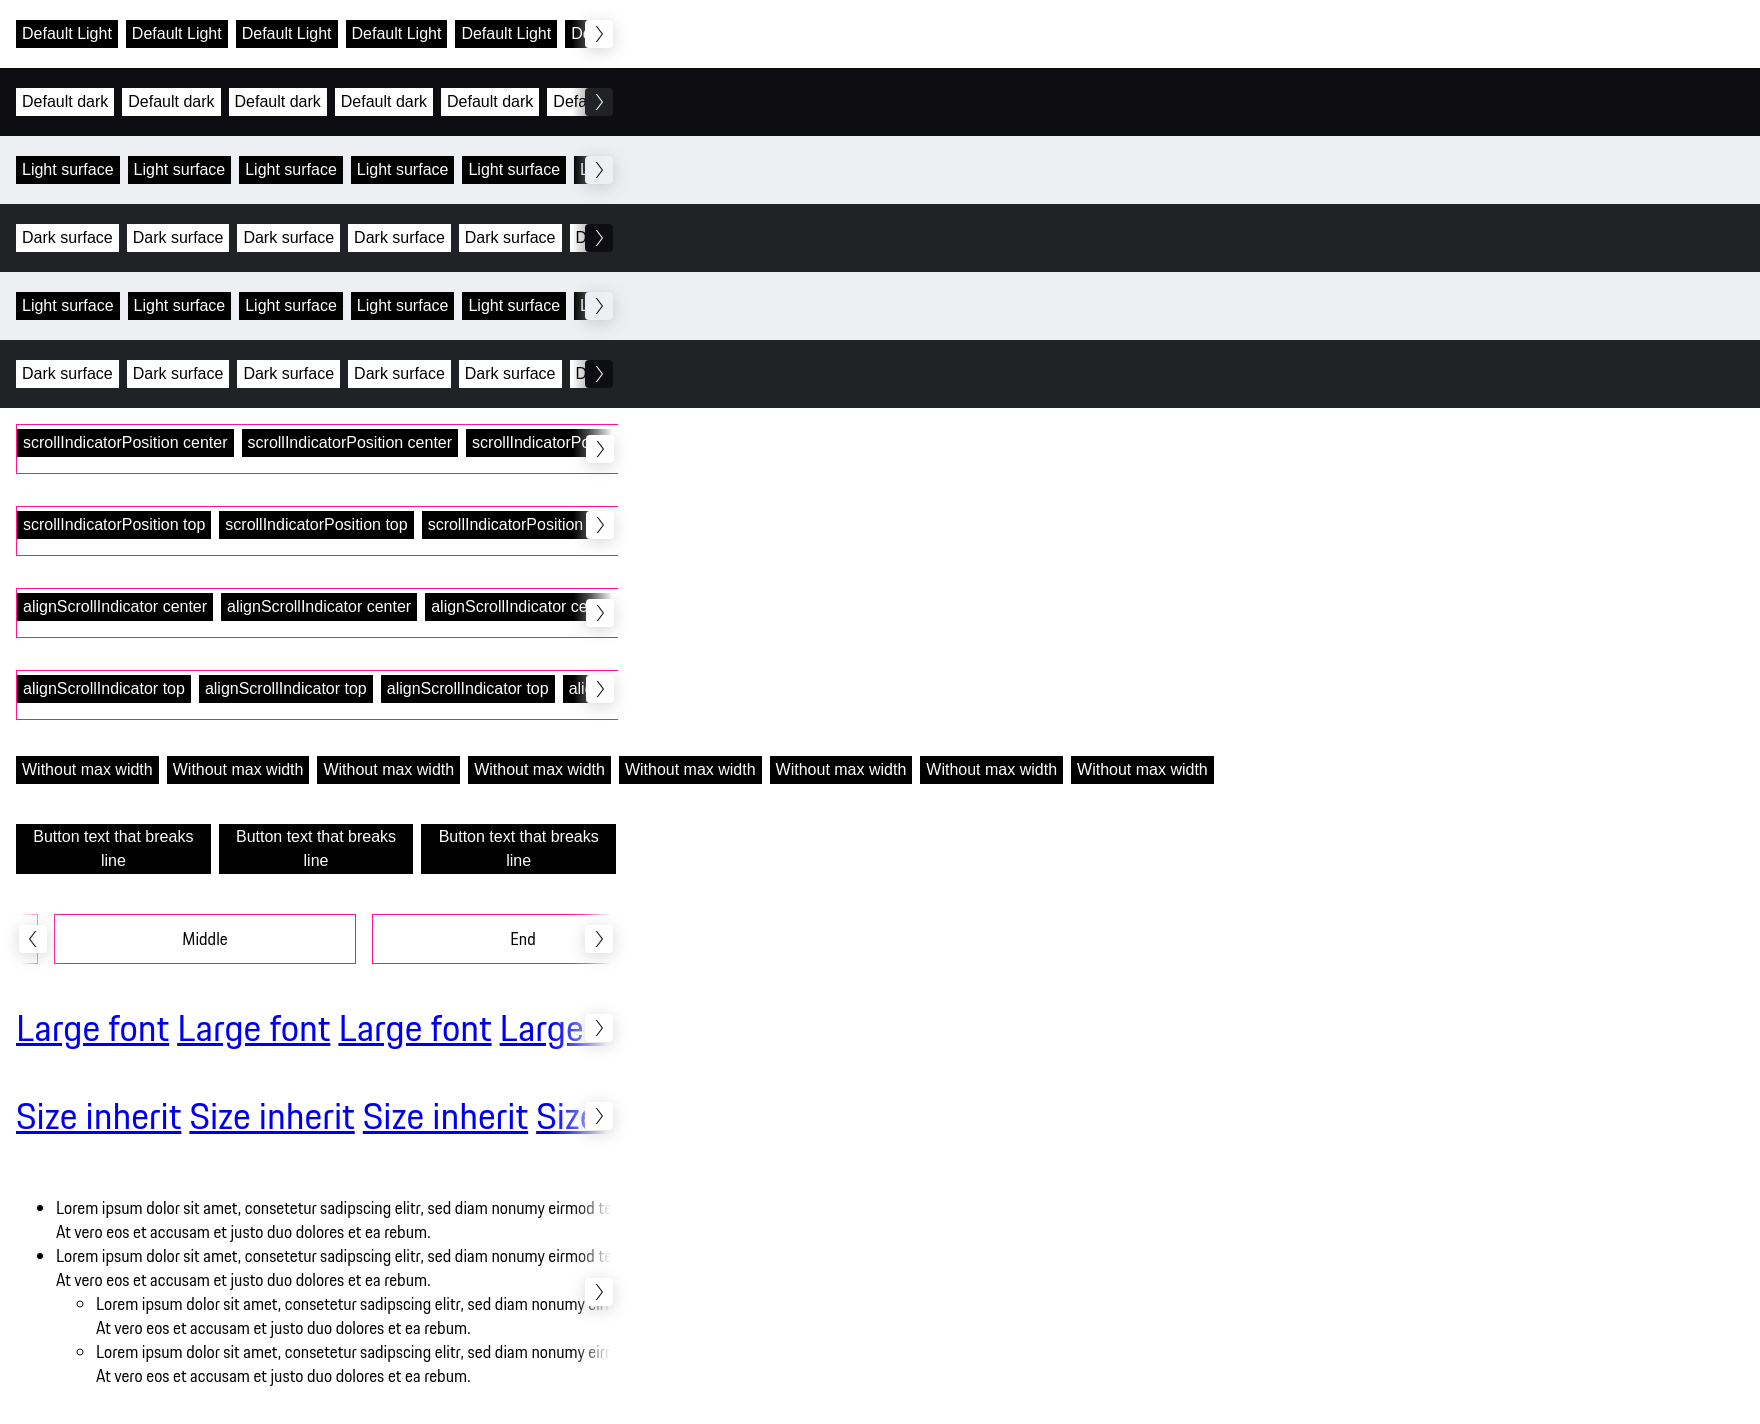 Default Light Default Light Default Light Default Light Default Light
Default dark Default dark Default dark Default dark Default dark Defa
Light surface Light surface Light surface Light surface Light surface L
Dark surface Dark surface Dark surface Dark surface Dark surface D
Light surface Light surface Light surface Light surface Light surface L
Dark surface Dark surface Dark surface Dark surface Dark surface D
scrollIndicatorPosition center scrollIndicatorPosition center scrollIndicatorPo
scrollIndicatorPosition top scrollIndicatorPosition top scrollIndicatorPosition
alignScrollIndicator center alignScrollIndicator center alignScrollIndicator ce
alignScrollIndicator top alignScrollIndicator top alignScrollIndicator top ali
Without max width Without max width Without max width Without max width Without max width Without max width Without max width Without max width
Button text that breaks Button text that breaks Button text that breaks
line line line
Middle End
Large font Large font Large font Large
Size inherit Size inherit Size inherit Size
Lorem ipsum dolor sit amet, consetetur sadipscing elitr, sed diam nonumy eirmod te
At vero eos et accusam et justo duo dolores et ea rebum.
Lorem ipsum dolor sit amet, consetetur sadipscing elitr, sed diam nonumy eirmod te
At vero eos et accusam et justo duo dolores et ea rebum.
Lorem ipsum dolor sit amet, consetetur sadipscing elitr, sed diam nonumy eir
At vero eos et accusam et justo duo dolores et ea rebum.
Lorem ipsum dolor sit amet, consetetur sadipscing elitr, sed diam nonumy eir
At vero eos et accusam et justo duo dolores et ea rebum.